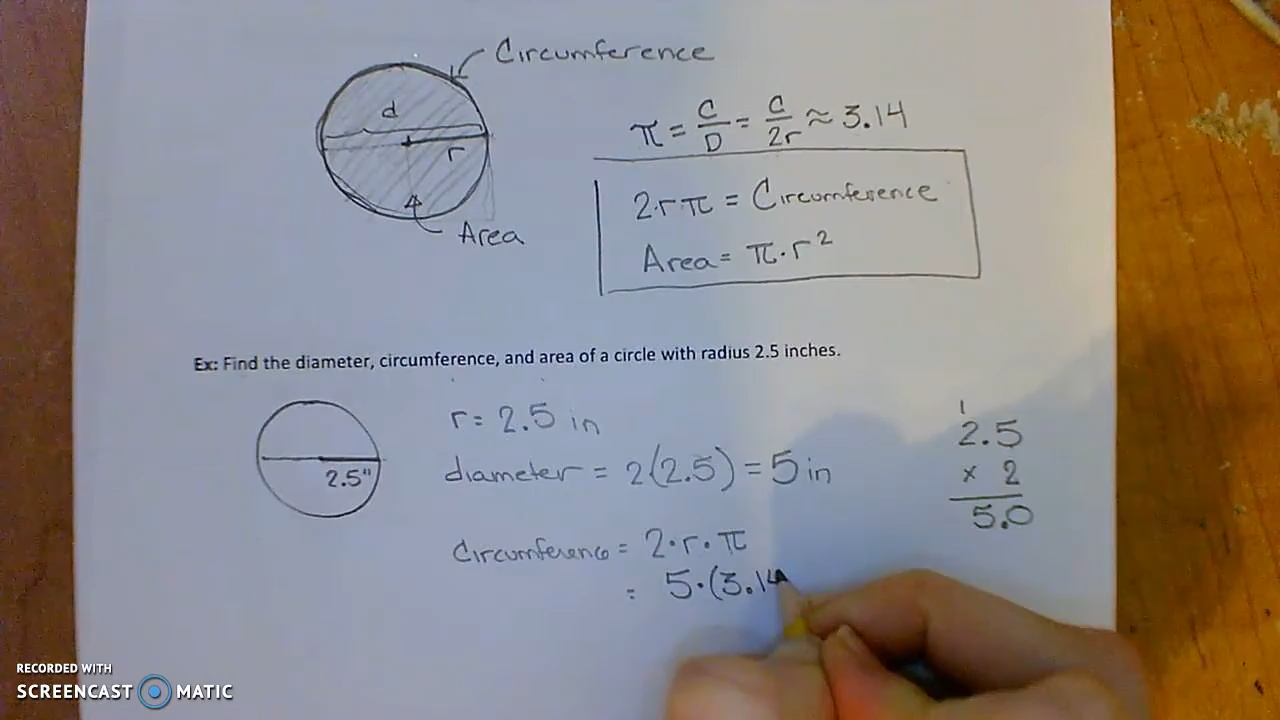 Circumference
d
π = C/D = C/2r ≈ 3.14
r
2·r·π = Circumference
Area = π·r²
Area
Ex: Find the diameter, circumference, and area of a circle with radius 2.5 inches.
r = 2.5 in
2.5"
diameter = 2(2.5) = 5 in
1
2.5
x 2
5.0
Circumference = 2·r·π
= 5·(3.14
RECORDED WITH
SCREENCAST MATIC